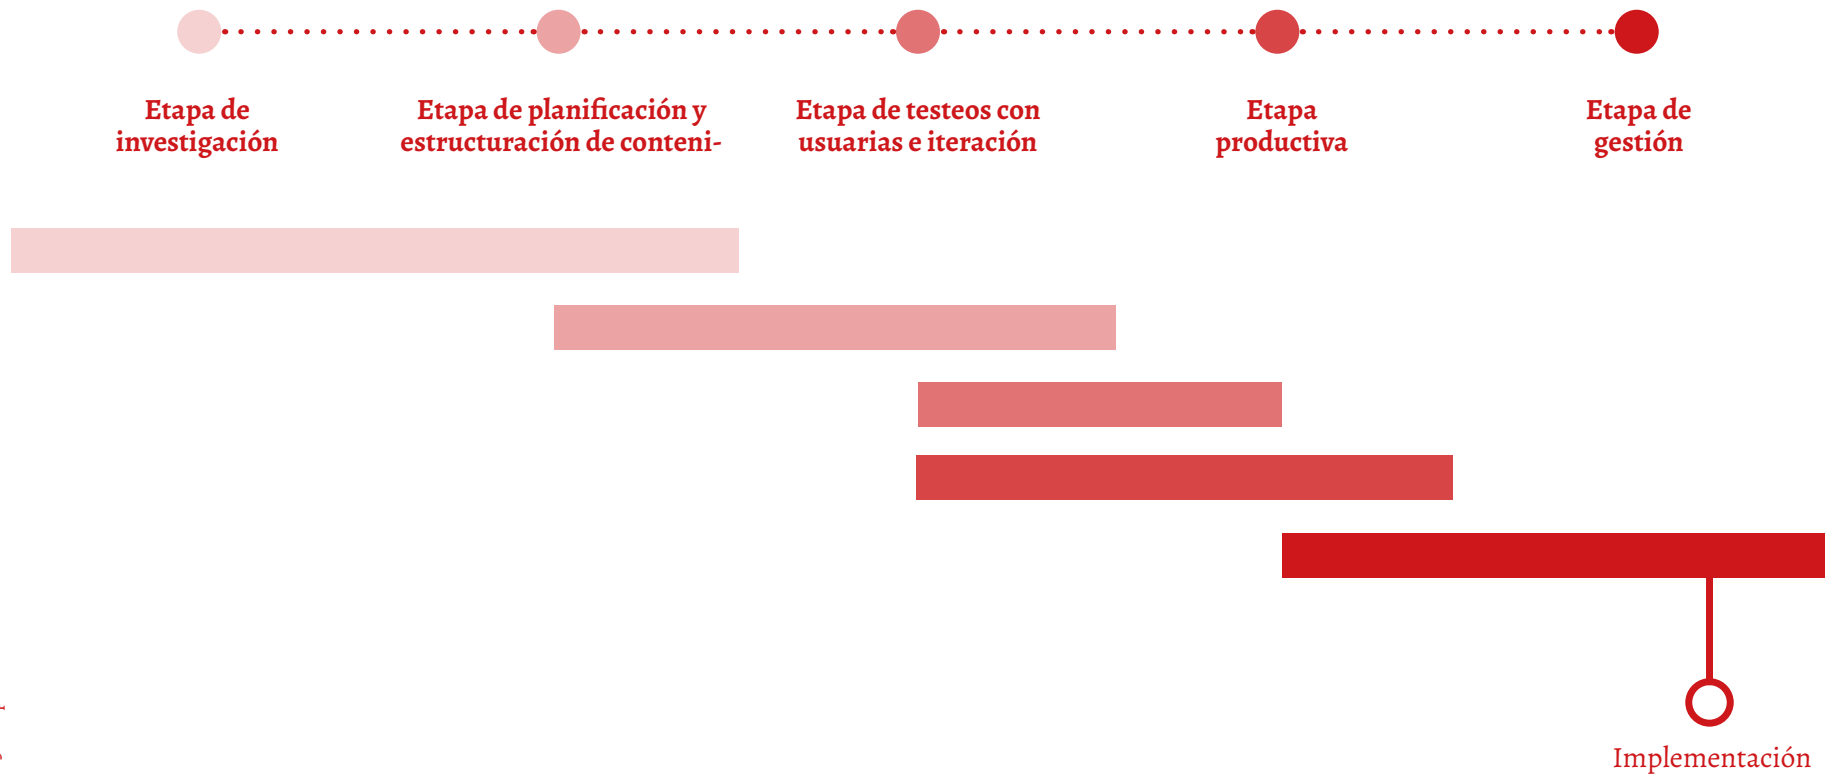 Etapa de
investigación
Etapa de planificación y
estructuración de conteni-
Etapa de testeos con
usuarias e iteración
Etapa
productiva
Etapa de
gestión
Implementación